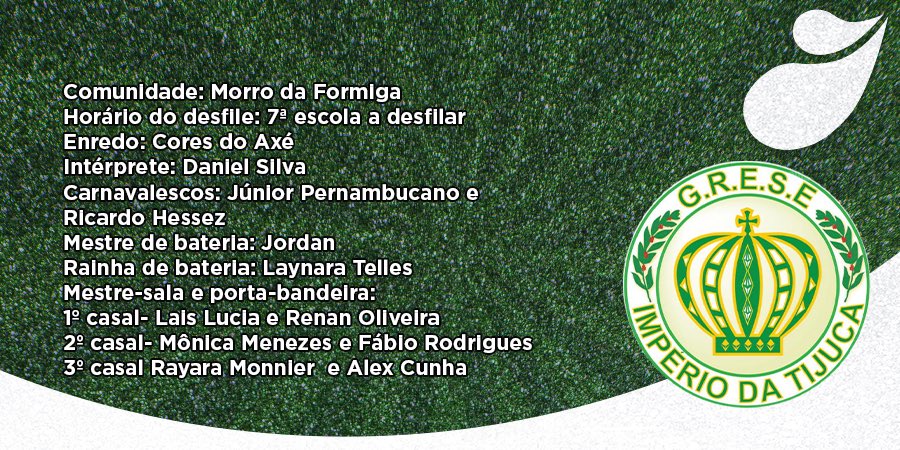 Comunidade: Morro da Formiga
Horário do desfile: 7ª escola a desfilar
Enredo: Cores do Axé
Intérprete: Daniel Silva
Carnavalescos: Júnior Pernambucano e
Ricardo Hessez
Mestre de bateria: Jordan
Rainha de bateria: Laynara Telles
Mestre-sala e porta-bandeira:
1º casal- Lais Lucia e Renan Oliveira
2º casal- Mônica Menezes e Fábio Rodrigues
3º casal Rayara Monnier e Alex Cunha
G.R.E.S.E
IMPÉRIO DA TIJUCA